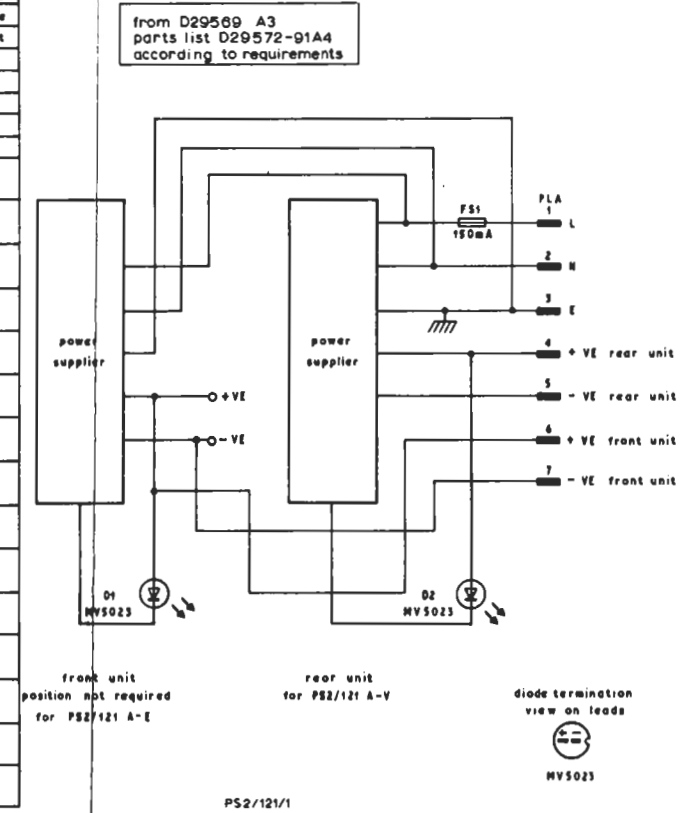 from D29569 A3
parts list D29572-91A4
according to requirements
PLA
FS1
1
L
150mA
2
N
3
E
power
supplier
power
supplier
4
+ VE rear unit
5
- VE rear unit
+ VE
6
+ VE front unit
- VE
7
- VE front unit
D1
MV5023
D2
MV5023
front unit
position not required
for PS2/121 A-E
rear unit
for PS2/121 A-V
diode termination
view on leads
+ -
MV5023
PS2/121/1